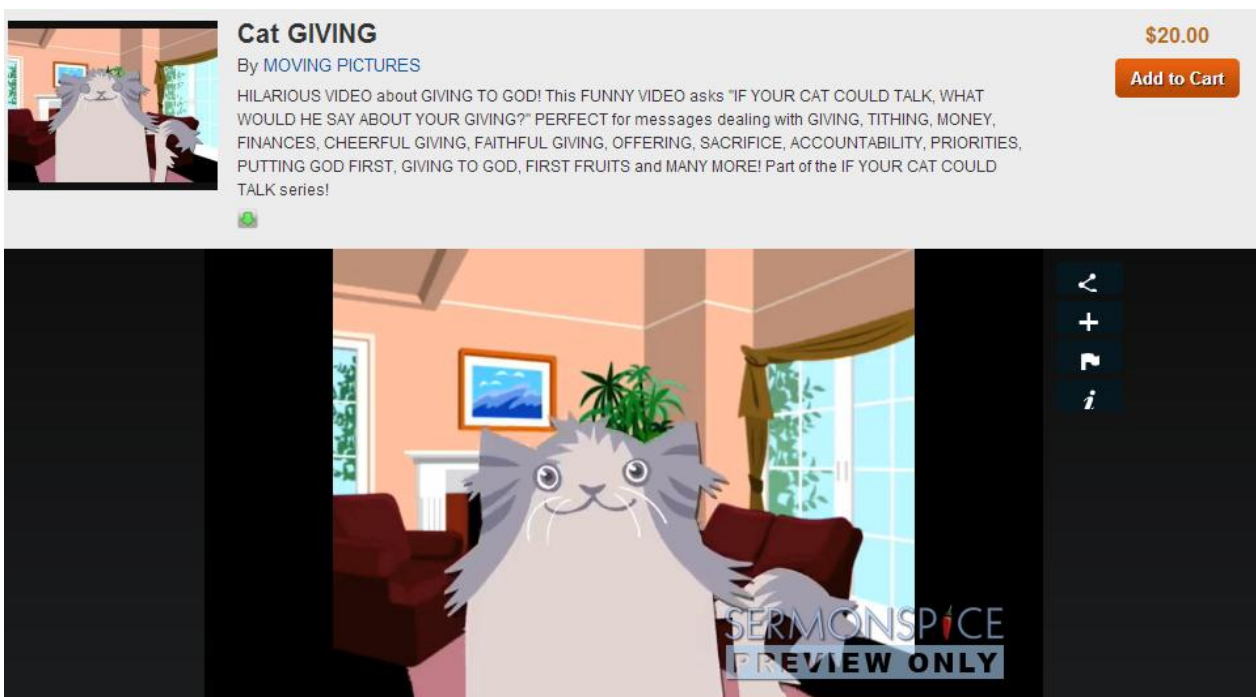 Cat GIVING
$20.00
By MOVING PICTURES
Add to Cart
HILARIOUS VIDEO about GIVING TO GOD! This FUNNY VIDEO asks "IF YOUR CAT COULD TALK, WHAT
WOULD HE SAY ABOUT YOUR GIVING?" PERFECT for messages dealing with GIVING, TITHING, MONEY,
FINANCES, CHEERFUL GIVING, FAITHFUL GIVING, OFFERING, SACRIFICE, ACCOUNTABILITY, PRIORITIES,
PUTTING GOD FIRST, GIVING TO GOD, FIRST FRUITS and MANY MORE! Part of the IF YOUR CAT COULD
TALK series!
i
SERMONSPICE
PREVIEW ONLY